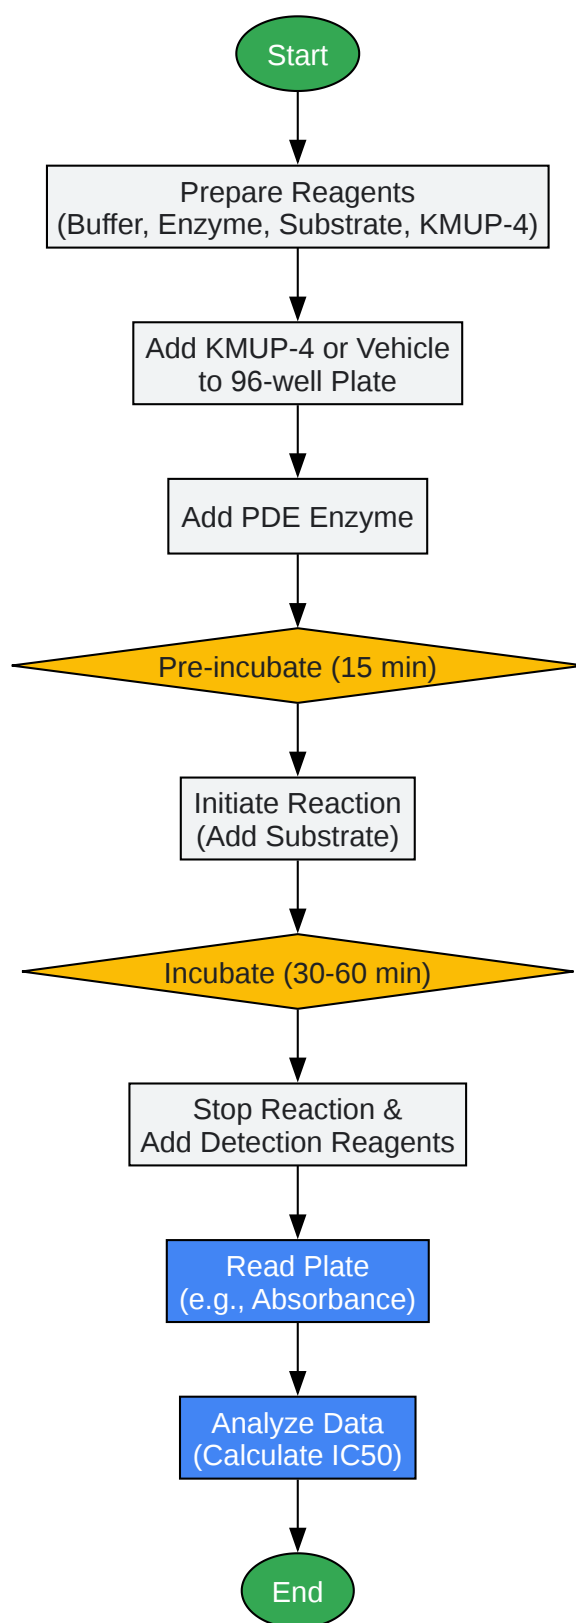 Start
Prepare Reagents
(Buffer, Enzyme, Substrate, KMUP-4)
Add KMUP-4 or Vehicle
to 96-well Plate
Add PDE Enzyme
Pre-incubate (15 min)
Initiate Reaction
(Add Substrate)
Incubate (30-60 min)
Stop Reaction &
Add Detection Reagents
Read Plate
(e.g., Absorbance)
Analyze Data
(Calculate IC50)
End